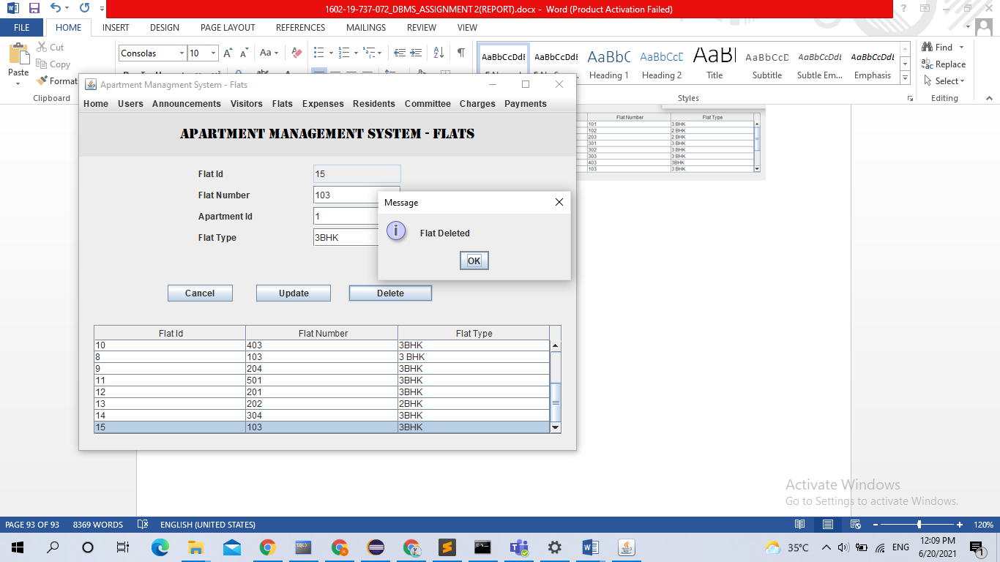 1602-19-737-072_DBMS_ASSIGNMENT 2(REPORT).docx - Word (Product Activation Failed)
FILE HOME INSERT DESIGN PAGE LAYOUT REFERENCES MAILINGS REVIEW VIEW
Paste
Cut
Copy
Format
Clipboard
Consolas 10
AaBbCcDdE AaBbCcDdE AaBbC AaBbCcD AaBl AaBbCcD AaBbCcDdE AaBbCcDdE
Heading 1 Heading 2 Title Subtitle Subtle Em... Emphasis
Styles
Find
Replace
Select
Editing
Apartment Managment System - Flats
Home Users Announcements Visitors Flats Expenses Residents Committee Charges Payments
APARTMENT MANAGEMENT SYSTEM - FLATS
Flat Id 15
Flat Number 103
Apartment Id 1
Flat Type 3BHK
Message
Flat Deleted
OK
Cancel Update Delete
Flat Id Flat Number Flat Type
10 403 3BHK
8 103 3 BHK
9 204 3BHK
11 501 3BHK
12 201 3BHK
13 202 2BHK
14 304 3BHK
15 103 3BHK
Flat Number Flat Type
101 3 BHK
102 2 BHK
203 2 BHK
301 3 BHK
302 3 BHK
303 3 BHK
403 3BHK
103 3 BHK
Activate Windows
Go to Settings to activate Windows.
PAGE 93 OF 93 8369 WORDS ENGLISH (UNITED STATES) 120%
35°C ENG 12:09 PM
6/20/2021
1